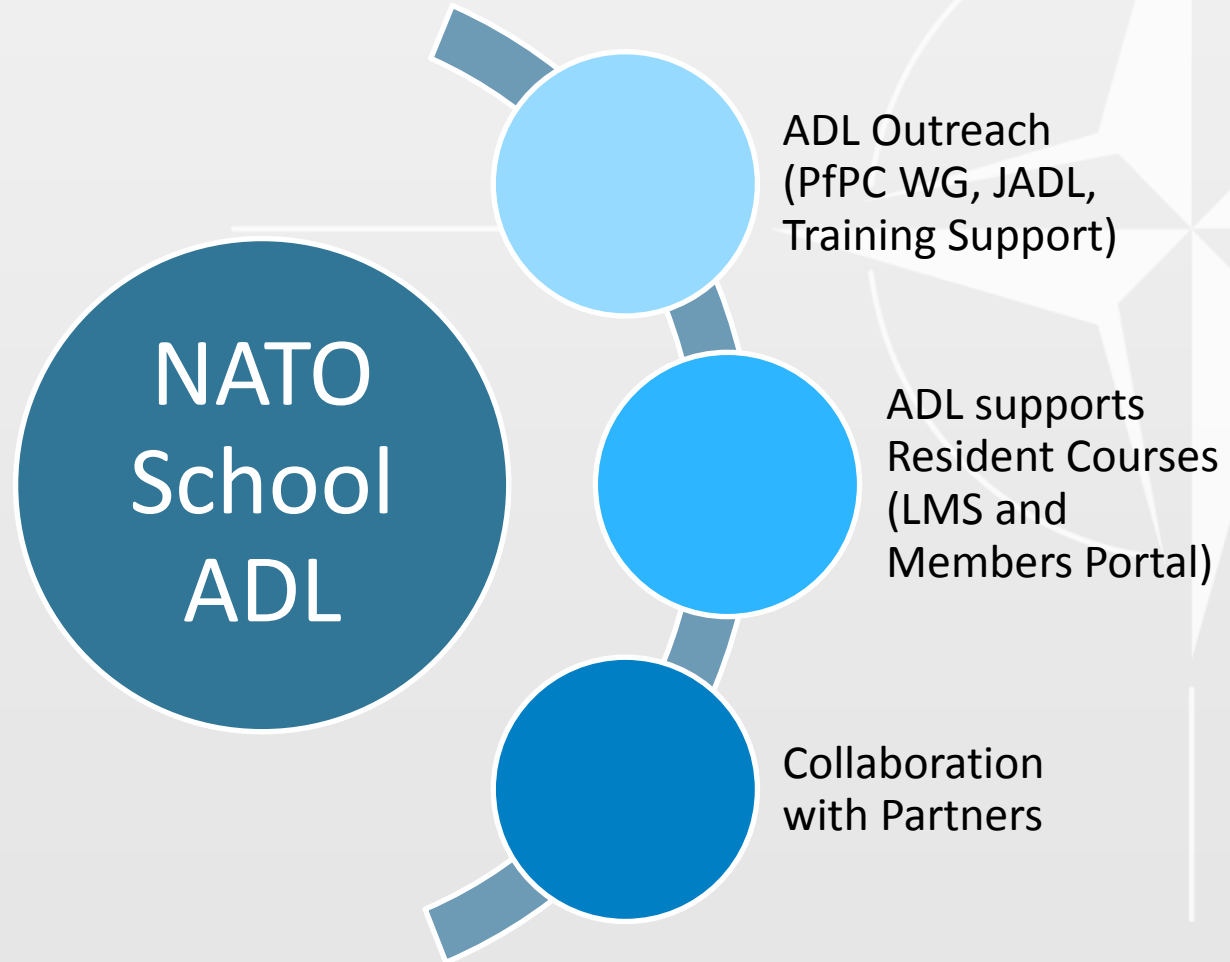 NATO
School
ADL
ADL Outreach
(PfPC WG, JADL,
Training Support)
ADL supports
Resident Courses
(LMS and
Members Portal)
Collaboration
with Partners